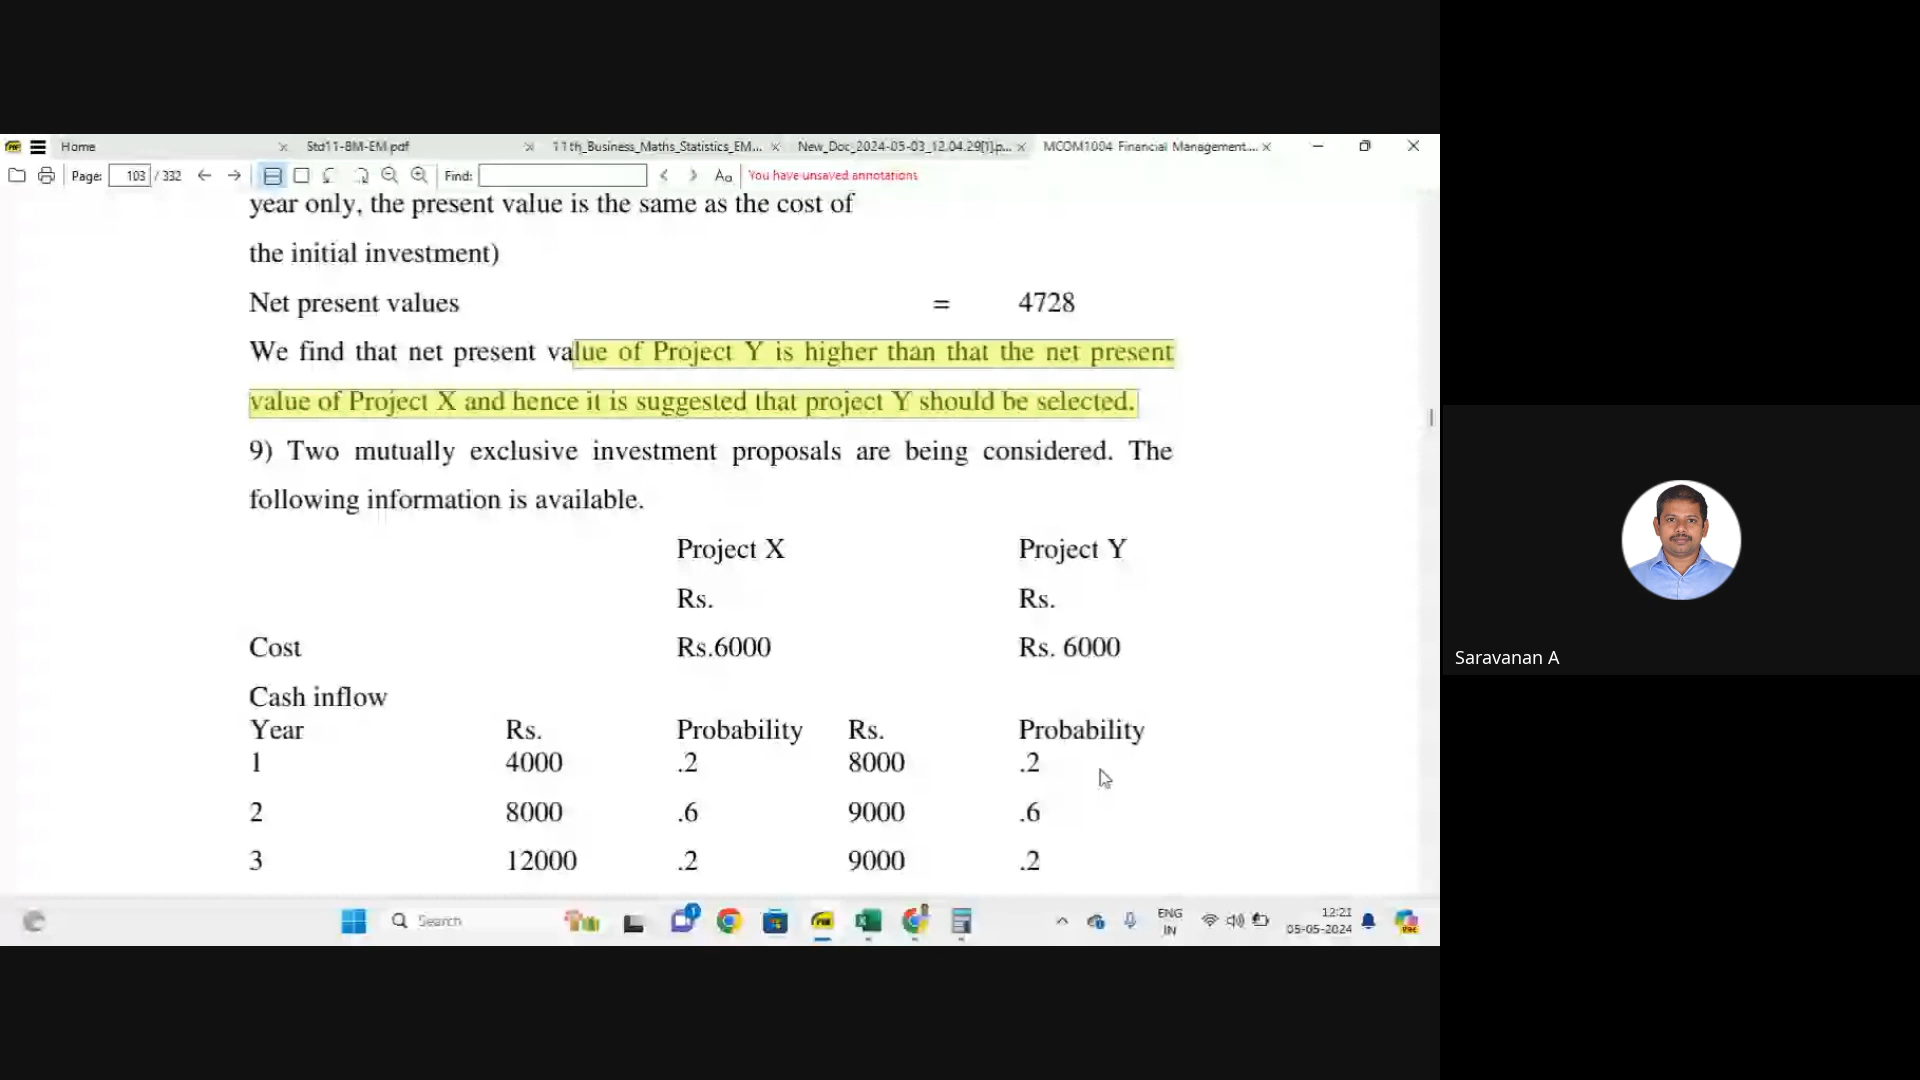 Home
Std11-BM-EM.pdf
11th_Business_Maths_Statistics_EM...
New_Doc_2024-05-03_12.04.29[1].p...
MCOM1004 Financial Management....
Page: 103 / 332
Find:
You have unsaved annotations
year only, the present value is the same as the cost of
the initial investment)
Net present values = 4728
We find that net present value of Project Y is higher than that the net present
value of Project X and hence it is suggested that project Y should be selected.
9) Two mutually exclusive investment proposals are being considered. The
following information is available.
Project X Project Y
Rs. Rs.
Cost Rs.6000 Rs. 6000
Cash inflow
Year Rs. Probability Rs. Probability
1 4000 .2 8000 .2
2 8000 .6 9000 .6
3 12000 .2 9000 .2
Search
ENG
IN
12:21
05-05-2024
Saravanan A